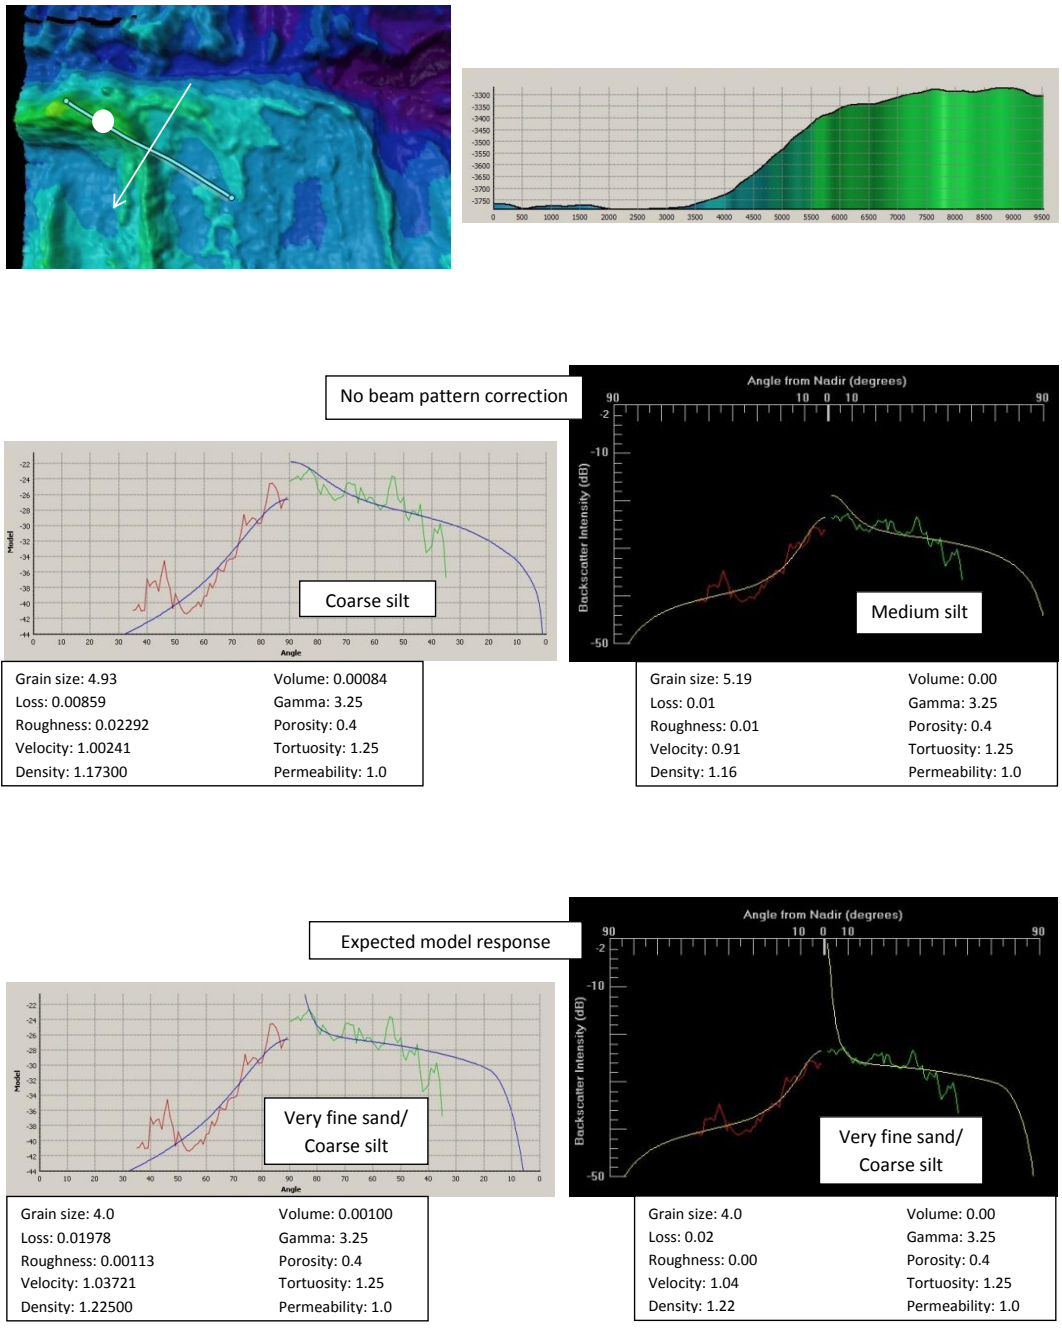 -3300
-3350
-3400
-3450
-3500
-3550
-3600
-3650
-3700
-3750
0 500 1000 1500 2000 2500 3000 3500 4000 4500 5000 5500 6000 6500 7000 7500 8000 8500 9000 9500
No beam pattern correction
Angle from Nadir (degrees)
90 10 0 10 90
-2
-10
-50
Backscatter Intensity (dB)
Medium silt
-22
-24
-26
-28
-30
-32
-34
-36
-38
-40
-42
-44
Model
0 10 20 30 40 50 60 70 80 90 80 70 60 50 40 30 20 10 0
Angle
Coarse silt
Grain size: 4.93 Volume: 0.00084
Loss: 0.00859 Gamma: 3.25
Roughness: 0.02292 Porosity: 0.4
Velocity: 1.00241 Tortuosity: 1.25
Density: 1.17300 Permeability: 1.0
Grain size: 5.19 Volume: 0.00
Loss: 0.01 Gamma: 3.25
Roughness: 0.01 Porosity: 0.4
Velocity: 0.91 Tortuosity: 1.25
Density: 1.16 Permeability: 1.0
Expected model response
Angle from Nadir (degrees)
90 10 0 10 90
-2
-10
-50
Backscatter Intensity (dB)
Very fine sand/
Coarse silt
-22
-24
-26
-28
-30
-32
-34
-36
-38
-40
-42
-44
Model
0 10 20 30 40 50 60 70 80 90 80 70 60 50 40 30 20 10 0
Angle
Very fine sand/
Coarse silt
Grain size: 4.0 Volume: 0.00100
Loss: 0.01978 Gamma: 3.25
Roughness: 0.00113 Porosity: 0.4
Velocity: 1.03721 Tortuosity: 1.25
Density: 1.22500 Permeability: 1.0
Grain size: 4.0 Volume: 0.00
Loss: 0.02 Gamma: 3.25
Roughness: 0.00 Porosity: 0.4
Velocity: 1.04 Tortuosity: 1.25
Density: 1.22 Permeability: 1.0